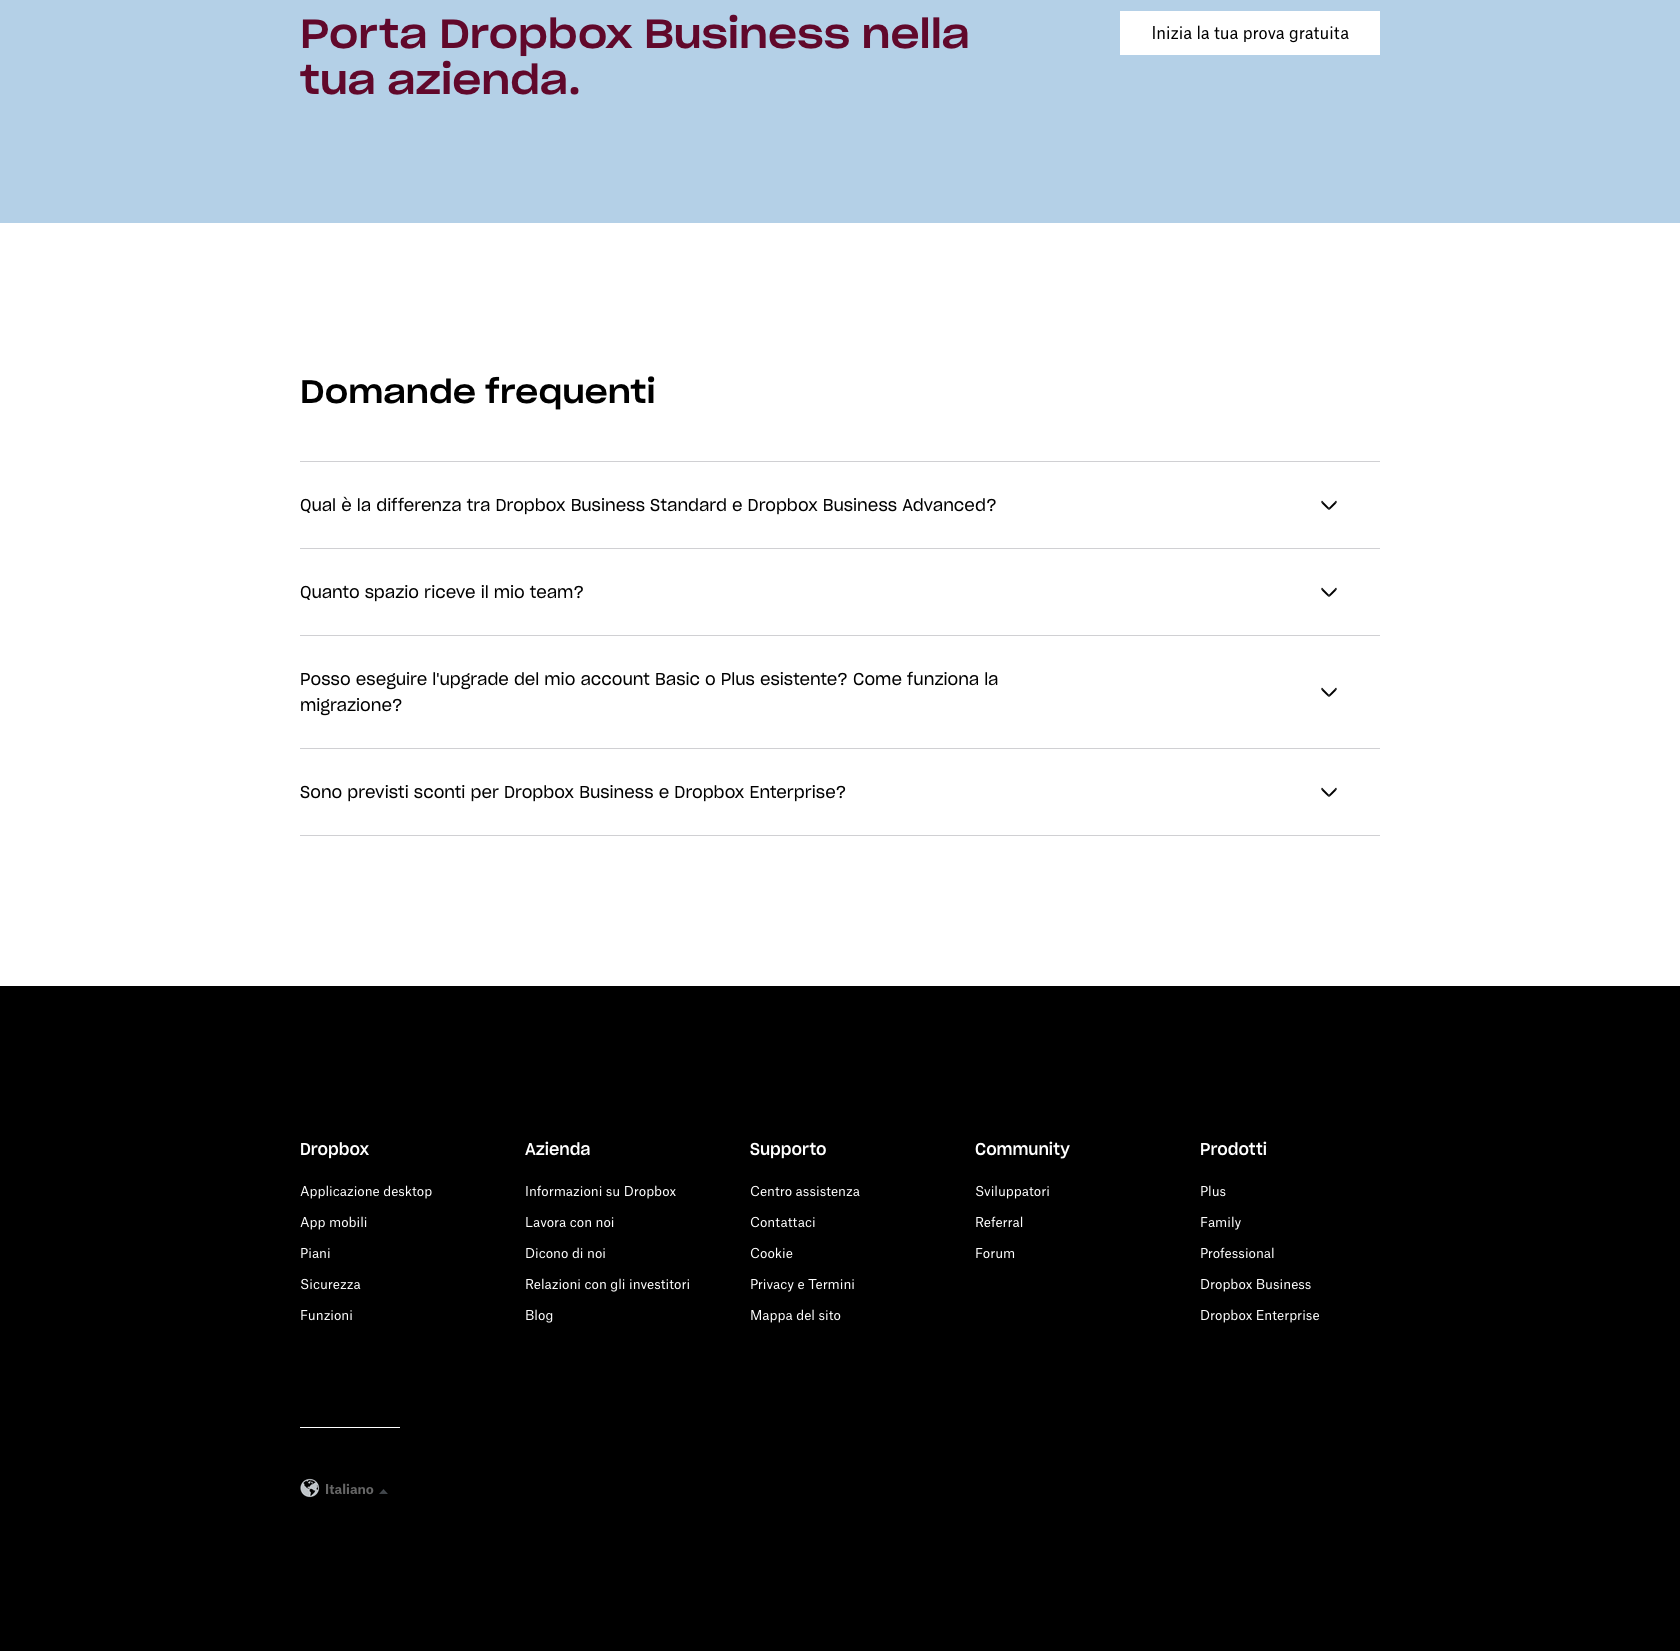 Porta Dropbox Business nella
tua azienda.
Inizia la tua prova gratuita
Domande frequenti
Qual è la differenza tra Dropbox Business Standard e Dropbox Business Advanced?
Quanto spazio riceve il mio team?
Posso eseguire l'upgrade del mio account Basic o Plus esistente? Come funziona la
migrazione?
Sono previsti sconti per Dropbox Business e Dropbox Enterprise?
Dropbox
Applicazione desktop
App mobili
Piani
Sicurezza
Funzioni
Azienda
Informazioni su Dropbox
Lavora con noi
Dicono di noi
Relazioni con gli investitori
Blog
Supporto
Centro assistenza
Contattaci
Cookie
Privacy e Termini
Mappa del sito
Community
Sviluppatori
Referral
Forum
Prodotti
Plus
Family
Professional
Dropbox Business
Dropbox Enterprise
Italiano